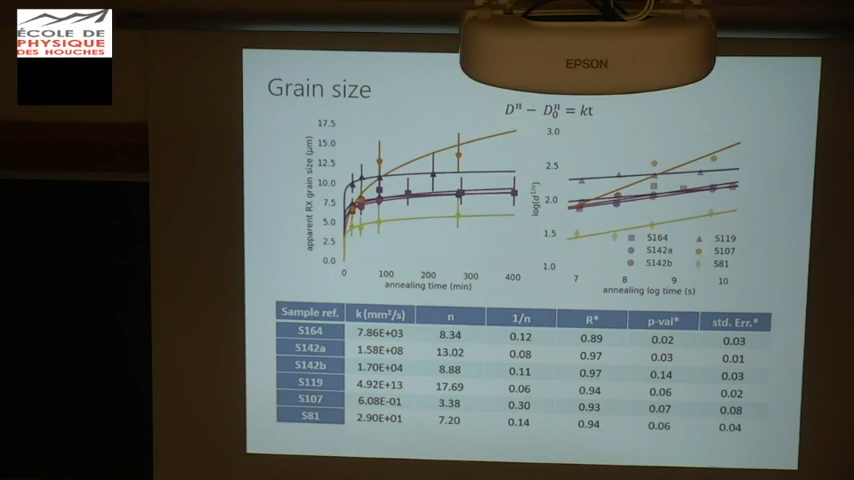 ÉCOLE DE
PHYSIQUE
DES HOUCHES
EPSON
Grain size
Dⁿ − D₀ⁿ = kt
17.5
15.0
12.5
10.0
7.5
5.0
2.5
0.0
apparent RX grain size (μm)
0 100 200 300 400
annealing time (min)
3.0
2.5
2.0
1.5
1.0
log(d^1/n)
S164 S119
S142a S107
S142b S81
7 8 9 10
annealing log time (s)
Sample ref. k (mm²/s) n 1/n R* p-val* std. Err.*
S164 7.86E+03 8.34 0.12 0.89 0.02 0.03
S142a 1.58E+08 13.02 0.08 0.97 0.03 0.01
S142b 1.70E+04 8.88 0.11 0.97 0.14 0.03
S119 4.92E+13 17.69 0.06 0.94 0.06 0.02
S107 6.08E-01 3.38 0.30 0.93 0.07 0.08
S81 2.90E+01 7.20 0.14 0.94 0.06 0.04